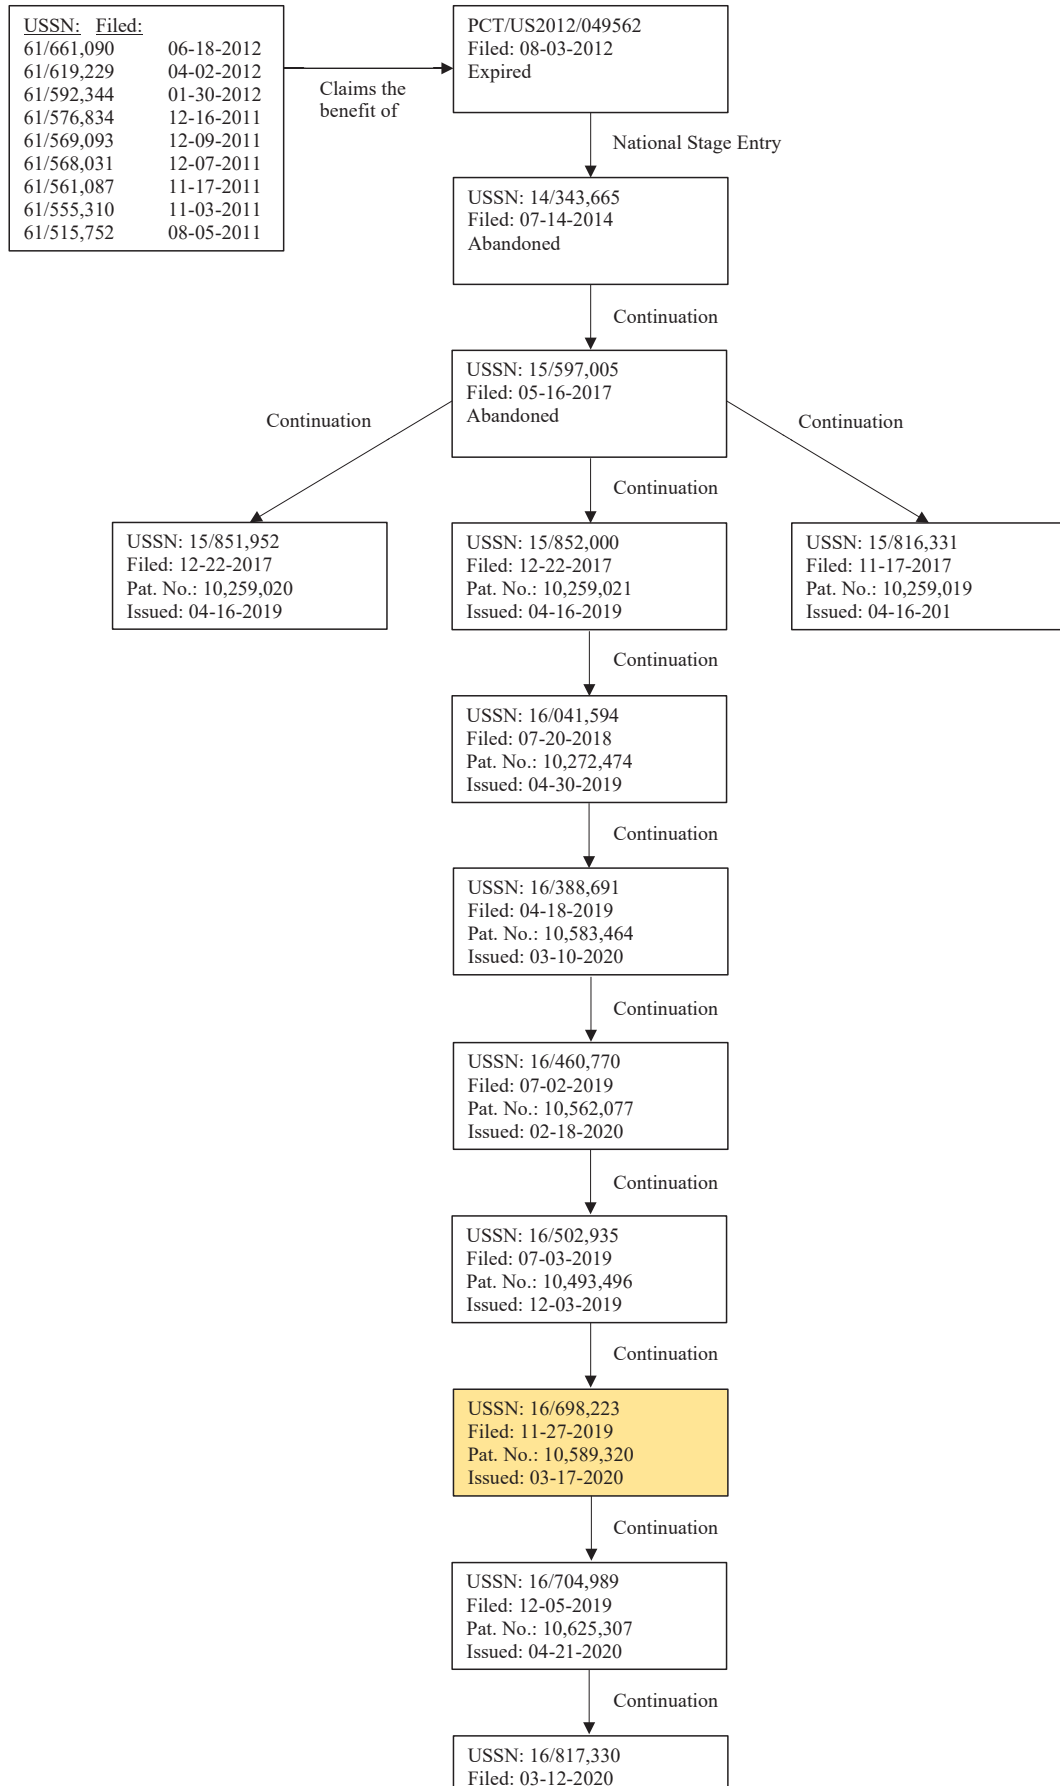 USSN: Filed:
61/661,090 06-18-2012
61/619,229 04-02-2012
61/592,344 01-30-2012
61/576,834 12-16-2011
61/569,093 12-09-2011
61/568,031 12-07-2011
61/561,087 11-17-2011
61/555,310 11-03-2011
61/515,752 08-05-2011
Claims the
benefit of
PCT/US2012/049562
Filed: 08-03-2012
Expired
National Stage Entry
USSN: 14/343,665
Filed: 07-14-2014
Abandoned
Continuation
USSN: 15/597,005
Filed: 05-16-2017
Abandoned
Continuation
Continuation
Continuation
USSN: 15/851,952
Filed: 12-22-2017
Pat. No.: 10,259,020
Issued: 04-16-2019
USSN: 15/852,000
Filed: 12-22-2017
Pat. No.: 10,259,021
Issued: 04-16-2019
USSN: 15/816,331
Filed: 11-17-2017
Pat. No.: 10,259,019
Issued: 04-16-201
Continuation
USSN: 16/041,594
Filed: 07-20-2018
Pat. No.: 10,272,474
Issued: 04-30-2019
Continuation
USSN: 16/388,691
Filed: 04-18-2019
Pat. No.: 10,583,464
Issued: 03-10-2020
Continuation
USSN: 16/460,770
Filed: 07-02-2019
Pat. No.: 10,562,077
Issued: 02-18-2020
Continuation
USSN: 16/502,935
Filed: 07-03-2019
Pat. No.: 10,493,496
Issued: 12-03-2019
Continuation
USSN: 16/698,223
Filed: 11-27-2019
Pat. No.: 10,589,320
Issued: 03-17-2020
Continuation
USSN: 16/704,989
Filed: 12-05-2019
Pat. No.: 10,625,307
Issued: 04-21-2020
Continuation
USSN: 16/817,330
Filed: 03-12-2020